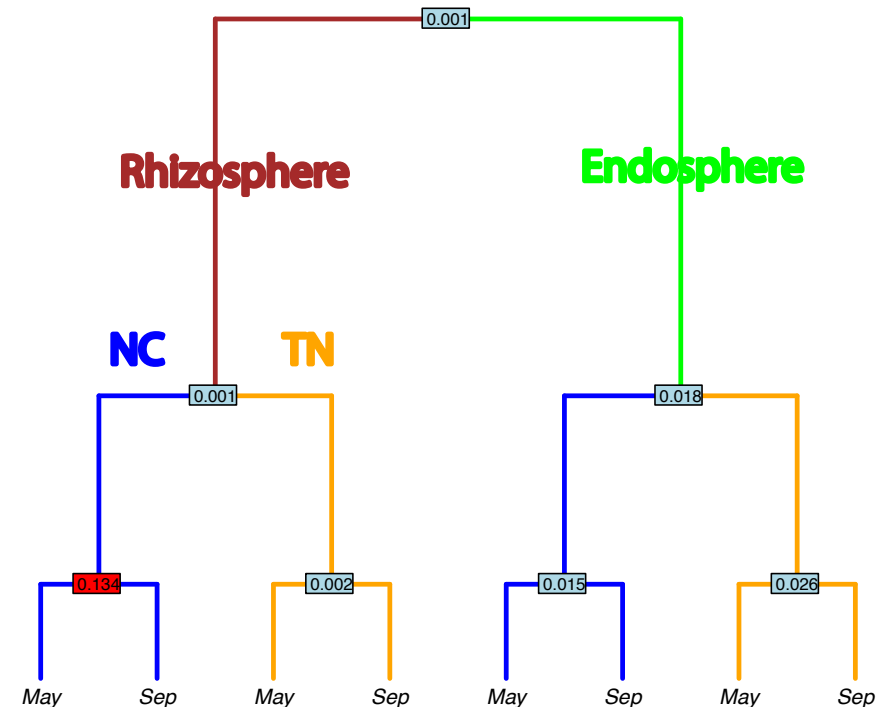 0.001
Rhizosphere Endosphere
NC TN
0.001 0.018
0.134 0.002 0.015 0.026
May Sep May Sep May Sep May Sep